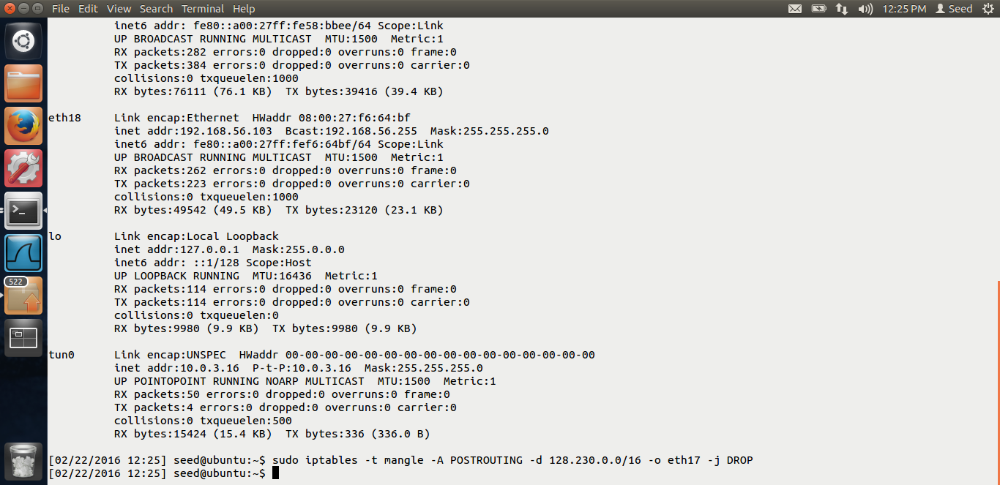 File Edit View Search Terminal Help 12:25 PM Seed
inet6 addr: fe80::a00:27ff:fe58:bbee/64 Scope:Link
UP BROADCAST RUNNING MULTICAST  MTU:1500  Metric:1
RX packets:282 errors:0 dropped:0 overruns:0 frame:0
TX packets:384 errors:0 dropped:0 overruns:0 carrier:0
collisions:0 txqueuelen:1000
RX bytes:76111 (76.1 KB)  TX bytes:39416 (39.4 KB)
eth18     Link encap:Ethernet  HWaddr 08:00:27:f6:64:bf
inet addr:192.168.56.103  Bcast:192.168.56.255  Mask:255.255.255.0
inet6 addr: fe80::a00:27ff:fef6:64bf/64 Scope:Link
UP BROADCAST RUNNING MULTICAST  MTU:1500  Metric:1
RX packets:262 errors:0 dropped:0 overruns:0 frame:0
TX packets:223 errors:0 dropped:0 overruns:0 carrier:0
collisions:0 txqueuelen:1000
RX bytes:49542 (49.5 KB)  TX bytes:23120 (23.1 KB)
lo        Link encap:Local Loopback
inet addr:127.0.0.1  Mask:255.0.0.0
inet6 addr: ::1/128 Scope:Host
UP LOOPBACK RUNNING  MTU:16436  Metric:1
RX packets:114 errors:0 dropped:0 overruns:0 frame:0
TX packets:114 errors:0 dropped:0 overruns:0 carrier:0
collisions:0 txqueuelen:0
RX bytes:9980 (9.9 KB)  TX bytes:9980 (9.9 KB)
tun0      Link encap:UNSPEC  HWaddr 00-00-00-00-00-00-00-00-00-00-00-00-00-00-00-00
inet addr:10.0.3.16  P-t-P:10.0.3.16  Mask:255.255.255.0
UP POINTOPOINT RUNNING NOARP MULTICAST  MTU:1500  Metric:1
RX packets:50 errors:0 dropped:0 overruns:0 frame:0
TX packets:4 errors:0 dropped:0 overruns:0 carrier:0
collisions:0 txqueuelen:500
RX bytes:15424 (15.4 KB)  TX bytes:336 (336.0 B)
[02/22/2016 12:25] seed@ubuntu:~$ sudo iptables -t mangle -A POSTROUTING -d 128.230.0.0/16 -o eth17 -j DROP
[02/22/2016 12:25] seed@ubuntu:~$
522